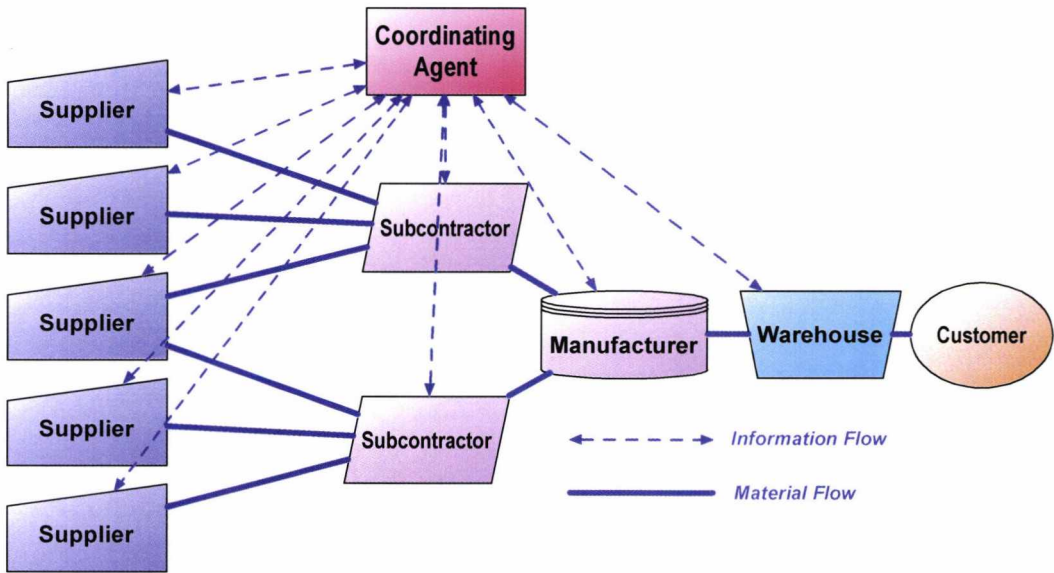 Coordinating
Agent
Supplier
Supplier
Subcontractor
Supplier
Manufacturer
Warehouse
Customer
Supplier
Subcontractor
Information Flow
Material Flow
Supplier